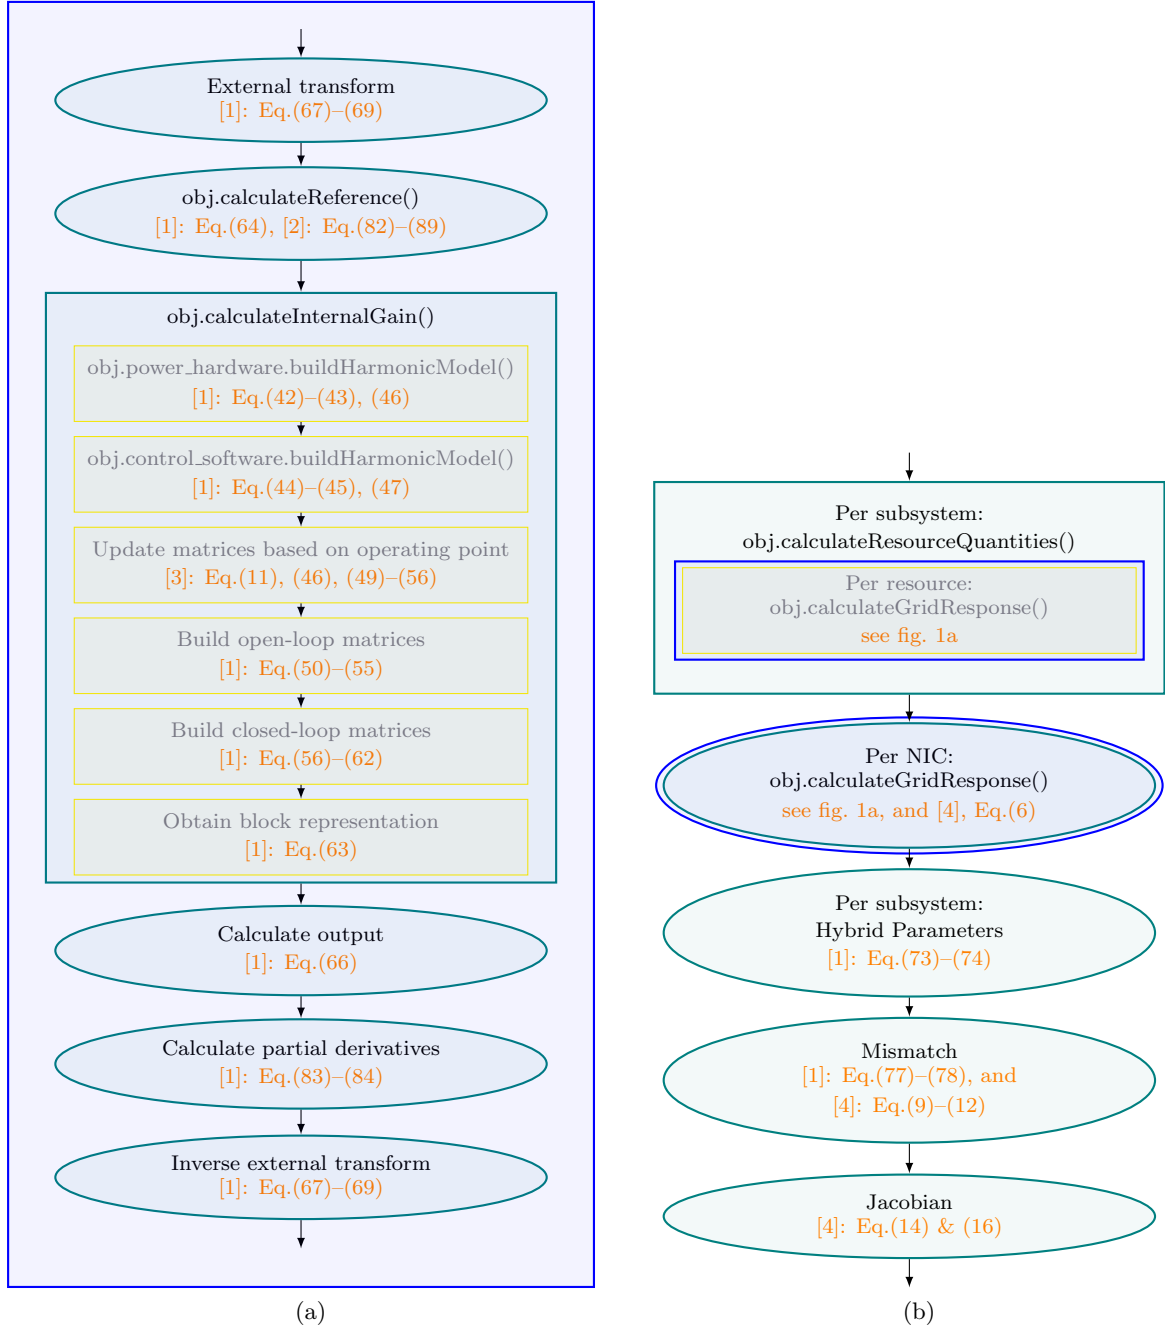 External transform
[1]: Eq.(67)–(69)
obj.calculateReference()
[1]: Eq.(64), [2]: Eq.(82)–(89)
obj.calculateInternalGain()
obj.power_hardware.buildHarmonicModel()
[1]: Eq.(42)–(43), (46)
obj.control_software.buildHarmonicModel()
[1]: Eq.(44)–(45), (47)
Update matrices based on operating point
[3]: Eq.(11), (46), (49)–(56)
Build open-loop matrices
[1]: Eq.(50)–(55)
Build closed-loop matrices
[1]: Eq.(56)–(62)
Obtain block representation
[1]: Eq.(63)
Calculate output
[1]: Eq.(66)
Calculate partial derivatives
[1]: Eq.(83)–(84)
Inverse external transform
[1]: Eq.(67)–(69)
(a)
Per subsystem:
obj.calculateResourceQuantities()
Per resource:
obj.calculateGridResponse()
see fig. 1a
Per NIC:
obj.calculateGridResponse()
see fig. 1a, and [4], Eq.(6)
Per subsystem:
Hybrid Parameters
[1]: Eq.(73)–(74)
Mismatch
[1]: Eq.(77)–(78), and
[4]: Eq.(9)–(12)
Jacobian
[4]: Eq.(14) & (16)
(b)